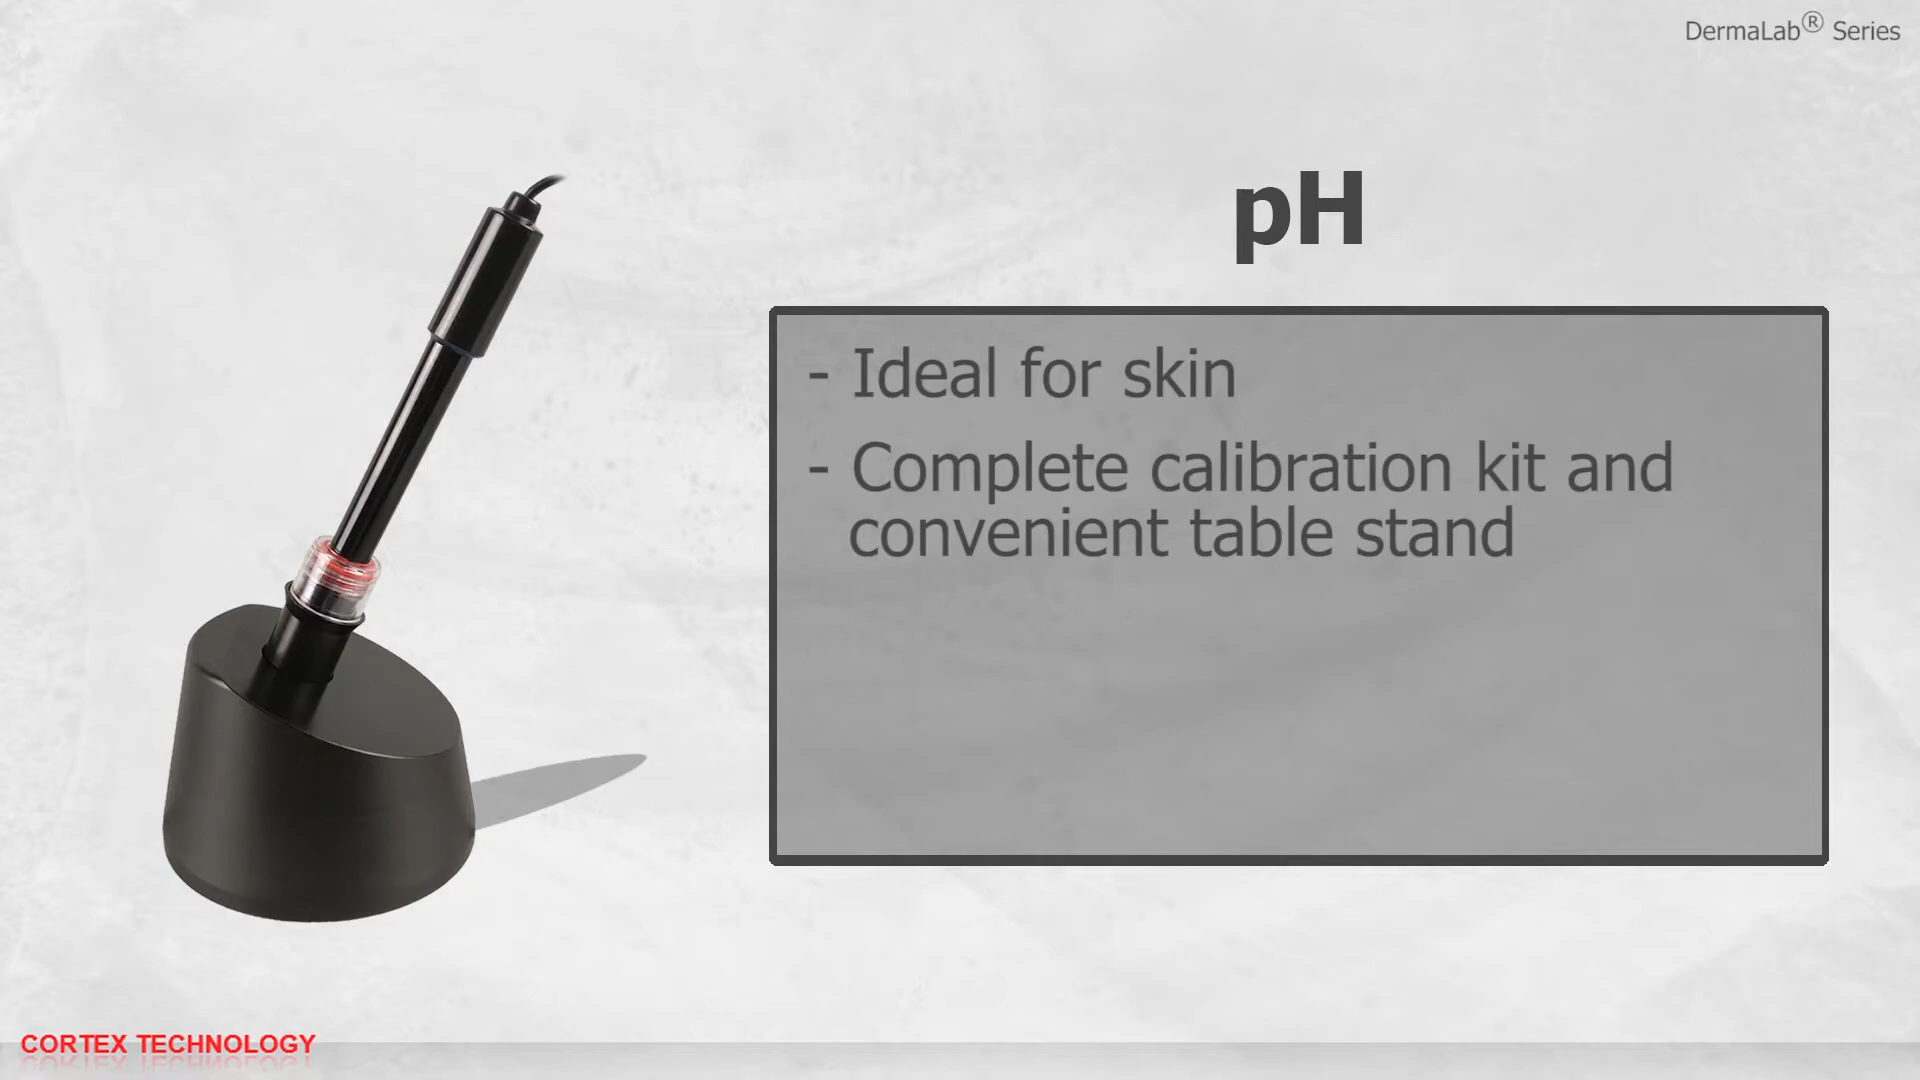 DermaLab® Series
pH
- Ideal for skin
- Complete calibration kit and
convenient table stand
CORTEX TECHNOLOGY